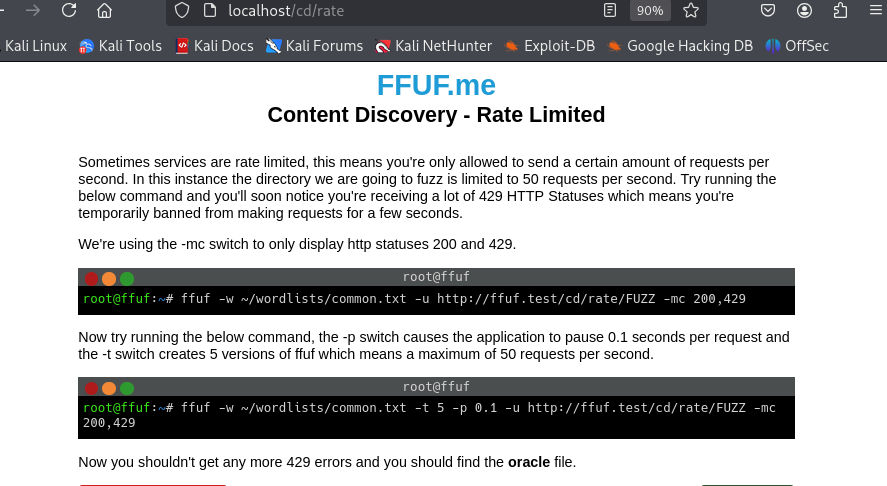 localhost/cd/rate
90%
Kali Linux Kali Tools Kali Docs Kali Forums Kali NetHunter Exploit-DB Google Hacking DB OffSec
FFUF.me
Content Discovery - Rate Limited
Sometimes services are rate limited, this means you're only allowed to send a certain amount of requests per
second. In this instance the directory we are going to fuzz is limited to 50 requests per second. Try running the
below command and you'll soon notice you're receiving a lot of 429 HTTP Statuses which means you're
temporarily banned from making requests for a few seconds.
We're using the -mc switch to only display http statuses 200 and 429.
root@ffuf
root@ffuf:~# ffuf -w ~/wordlists/common.txt -u http://ffuf.test/cd/rate/FUZZ -mc 200,429
Now try running the below command, the -p switch causes the application to pause 0.1 seconds per request and
the -t switch creates 5 versions of ffuf which means a maximum of 50 requests per second.
root@ffuf
root@ffuf:~# ffuf -w ~/wordlists/common.txt -t 5 -p 0.1 -u http://ffuf.test/cd/rate/FUZZ -mc
200,429
Now you shouldn't get any more 429 errors and you should find the oracle file.